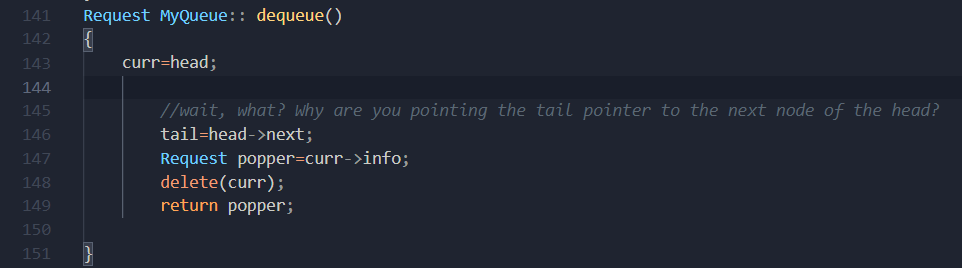 141 Request MyQueue:: dequeue()
142 {
143 curr=head;
144
145 //wait, what? Why are you pointing the tail pointer to the next node of the head?
146 tail=head->next;
147 Request popper=curr->info;
148 delete(curr);
149 return popper;
150
151 }